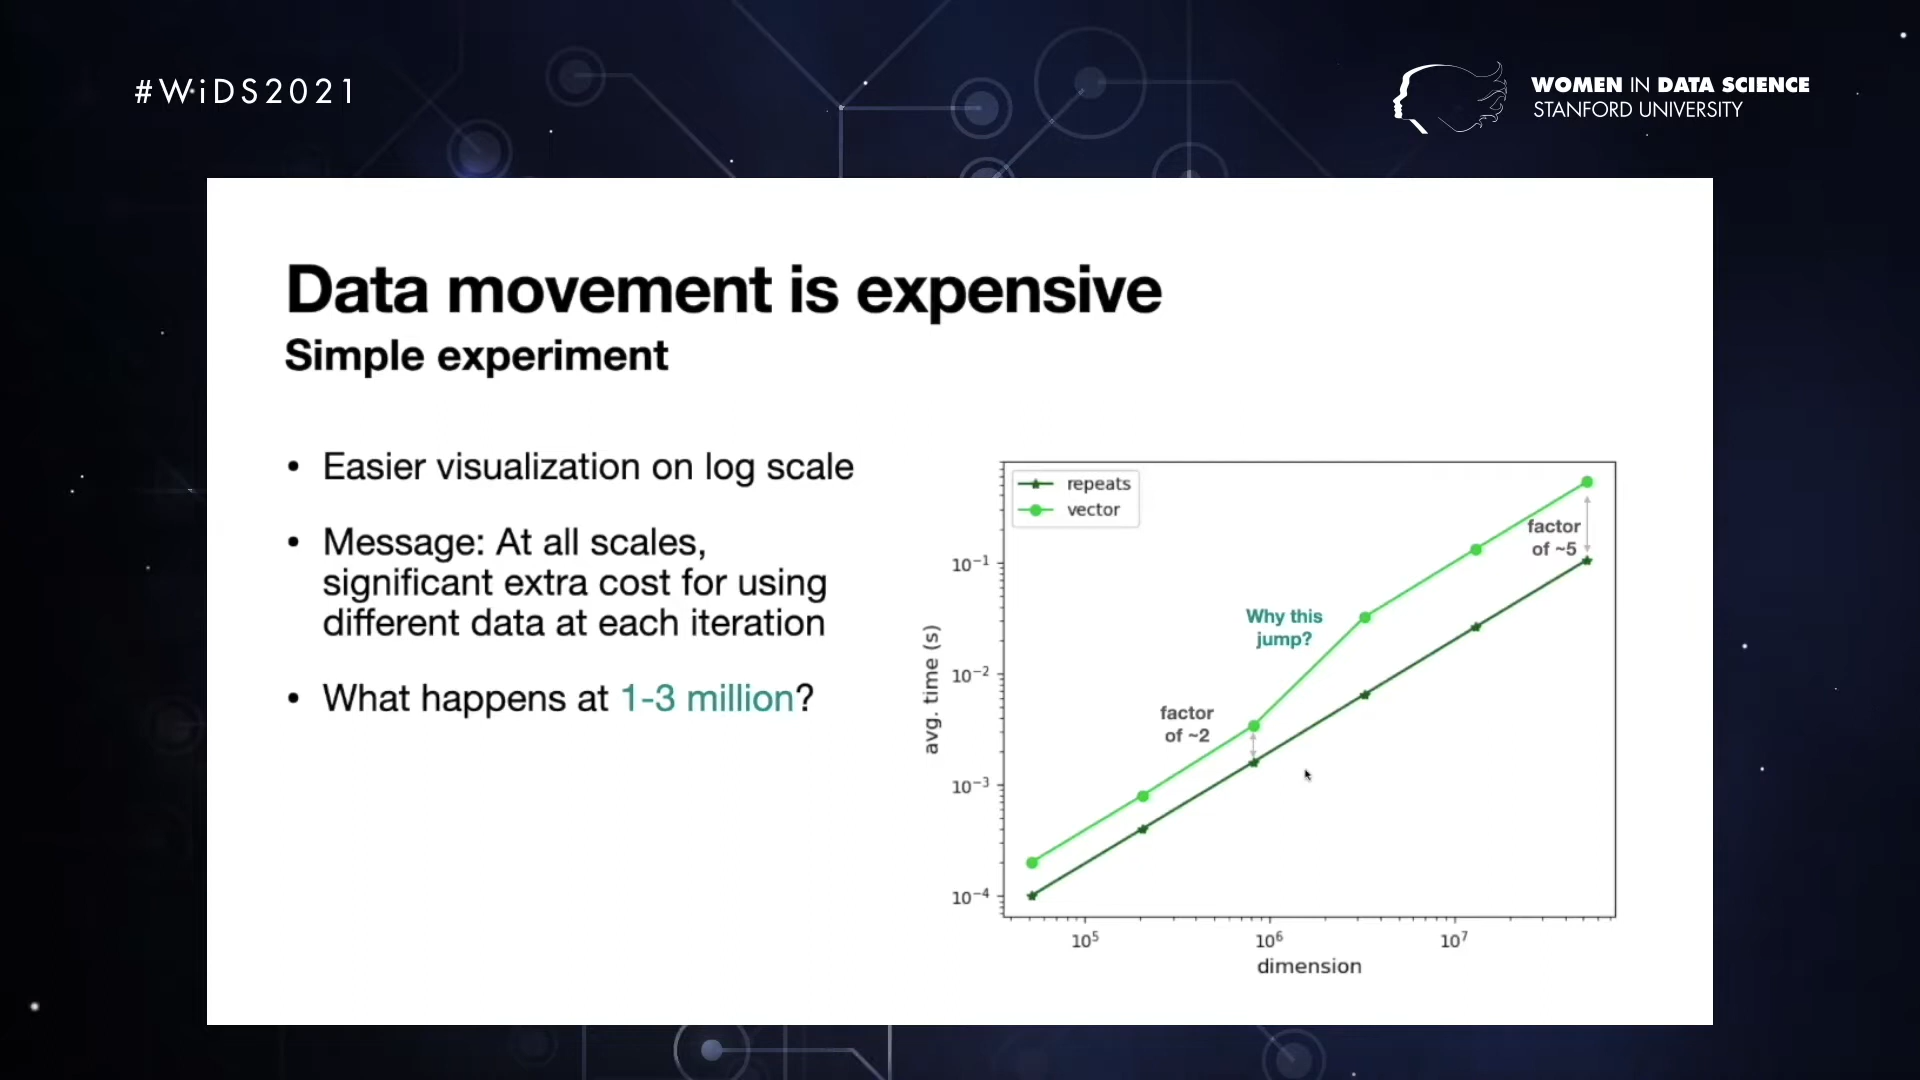 #WiDS2021
WOMEN IN DATA SCIENCE
STANFORD UNIVERSITY
Data movement is expensive
Simple experiment
• Easier visualization on log scale
• Message: At all scales,
significant extra cost for using
different data at each iteration
• What happens at 1-3 million?
repeats
vector
factor
of ~5
Why this
jump?
factor
of ~2
avg. time (s)
10⁻¹
10⁻²
10⁻³
10⁻⁴
10⁵
10⁶
10⁷
dimension